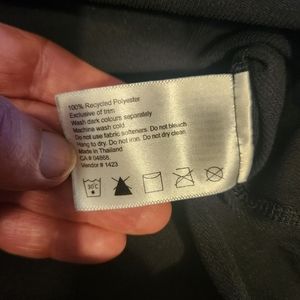 100% Recycled Polyester
Exclusive of trim
Wash dark colours separately
Machine wash cold
Do not use fabric softeners. Do not bleach
Hang to dry. Do not iron. Do not dry clean.
Made in Thailand
CA# 04868
Vendor # 1423
30°C